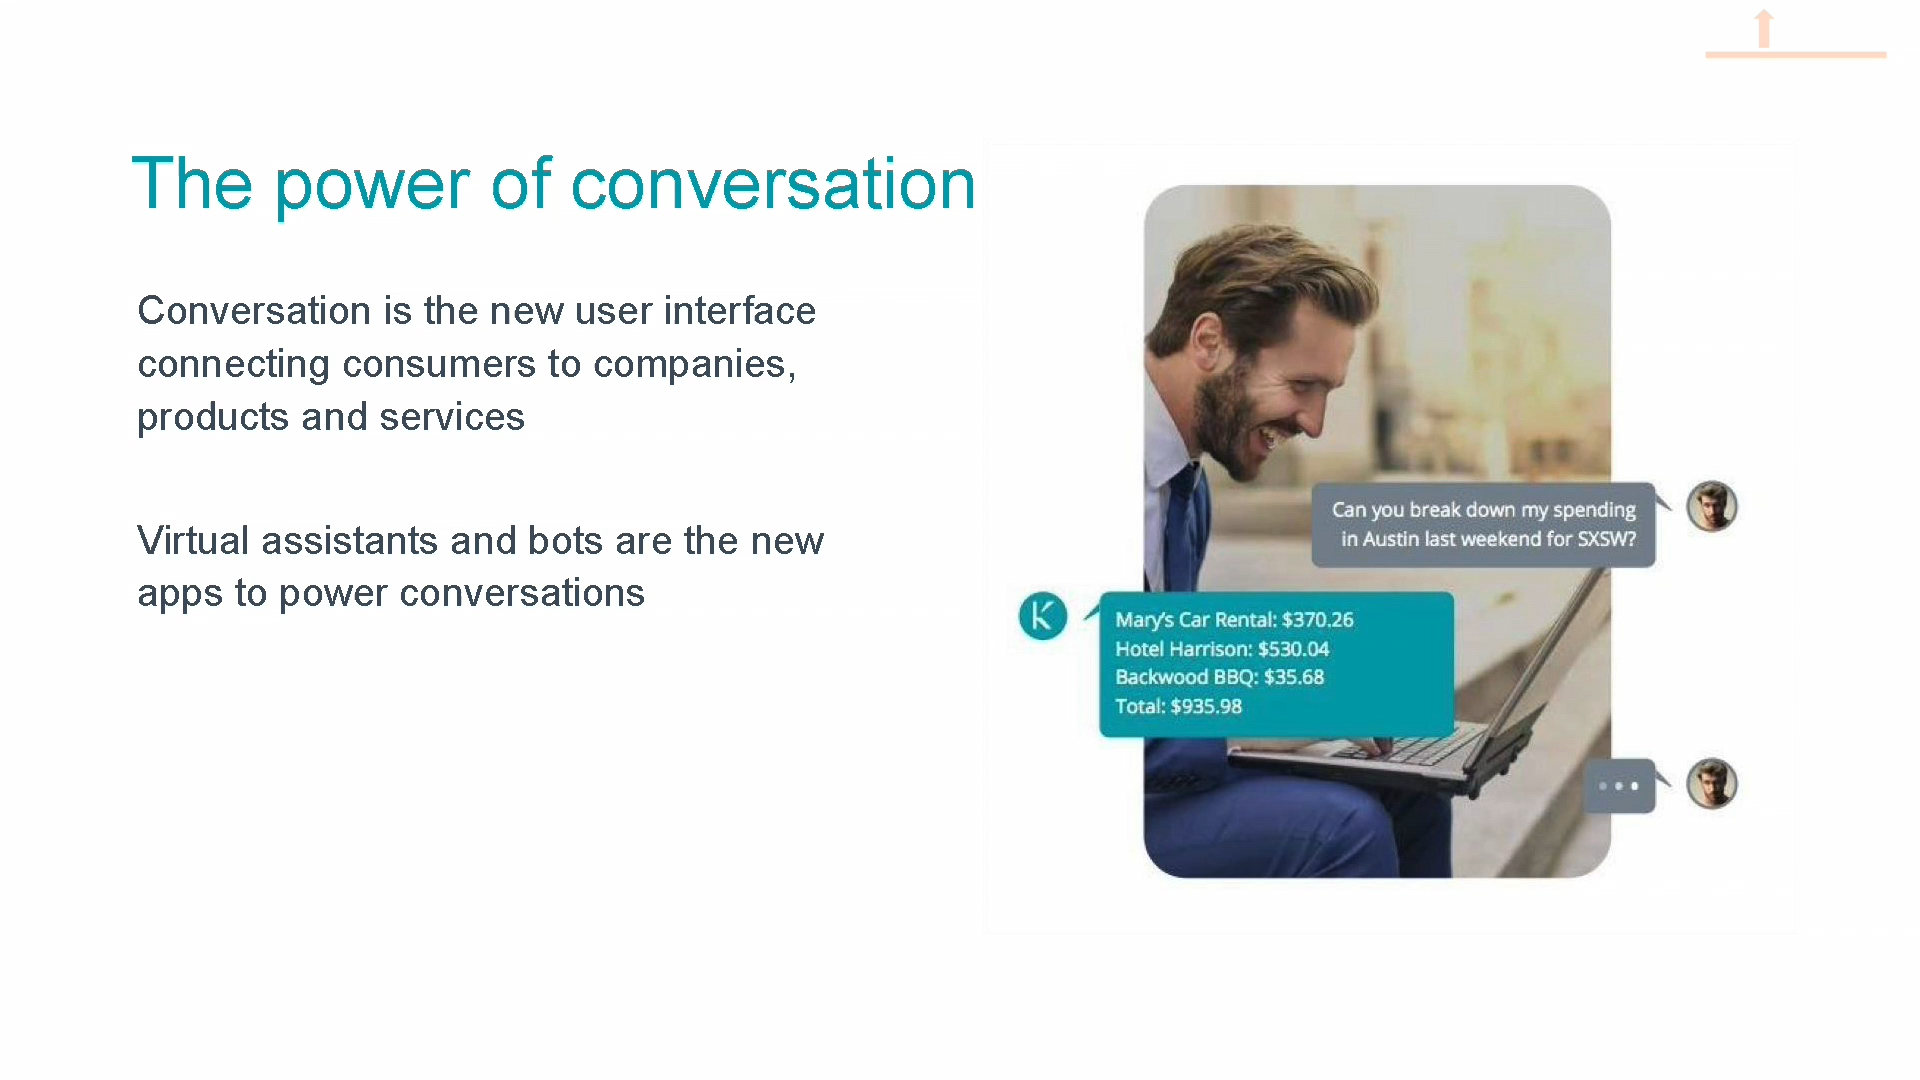 The power of conversation
Conversation is the new user interface
connecting consumers to companies,
products and services
Virtual assistants and bots are the new
apps to power conversations
Can you break down my spending
in Austin last weekend for SXSW?
K
Mary's Car Rental: $370.26
Hotel Harrison: $530.04
Backwood BBQ: $35.68
Total: $935.98